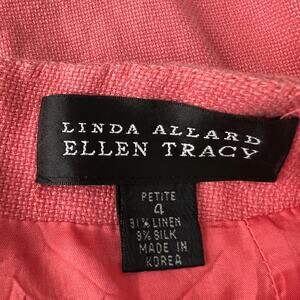 LINDA ALLARD
ELLEN TRACY
PETITE
4
91% LINEN
9% SILK
MADE IN
KOREA